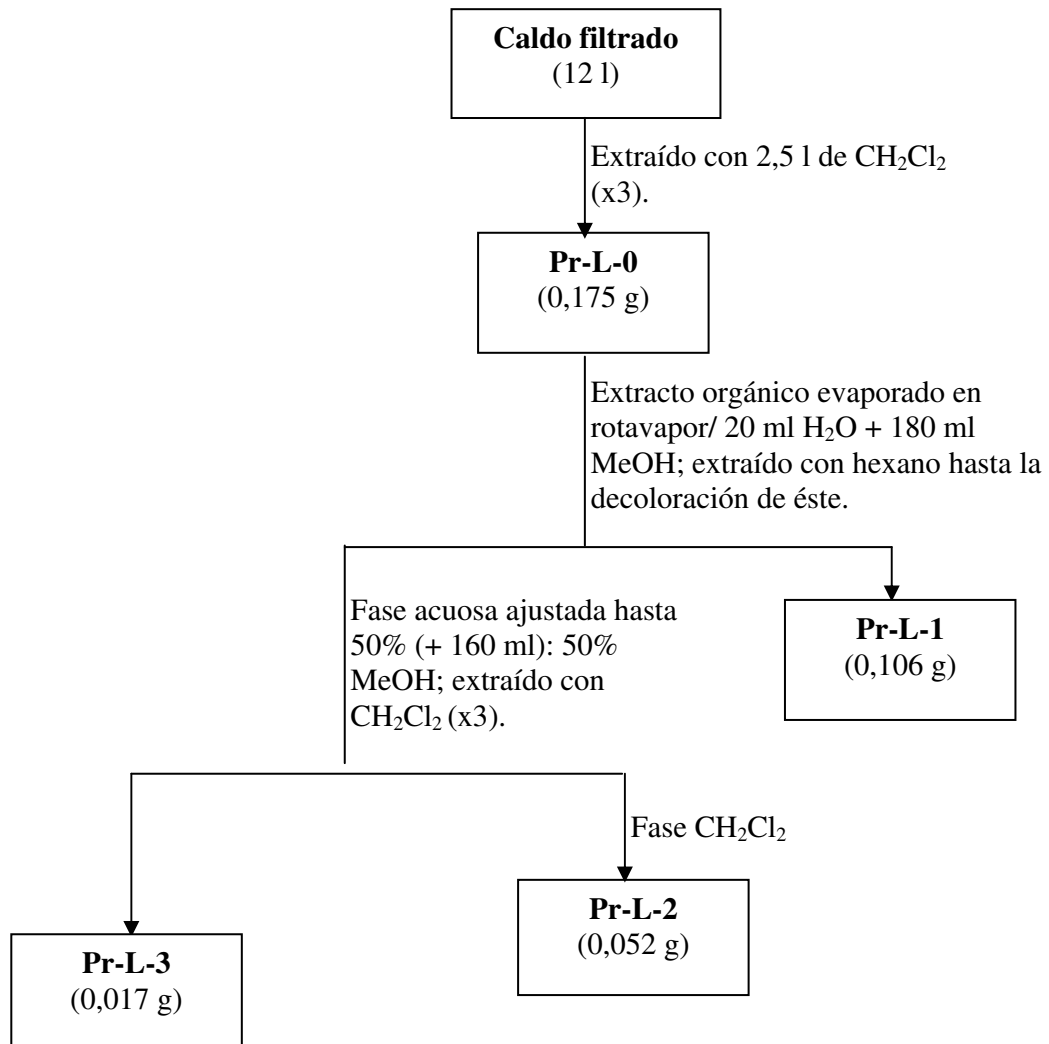 Caldo filtrado
(12 l)
Extraído con 2,5 l de CH₂Cl₂
(x3).
Pr-L-0
(0,175 g)
Extracto orgánico evaporado en
rotavapor/ 20 ml H₂O + 180 ml
MeOH; extraído con hexano hasta la
decoloración de éste.
Fase acuosa ajustada hasta
50% (+ 160 ml): 50%
MeOH; extraído con
CH₂Cl₂ (x3).
Pr-L-1
(0,106 g)
Fase CH₂Cl₂
Pr-L-2
(0,052 g)
Pr-L-3
(0,017 g)